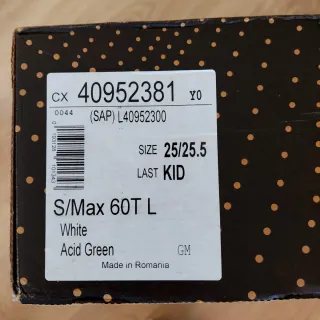 CX 40952381 Y0
0044 (SAP) L40952300
SIZE 25/25.5
LAST KID
S/Max 60T L
White
Acid Green GM
Made in Romania